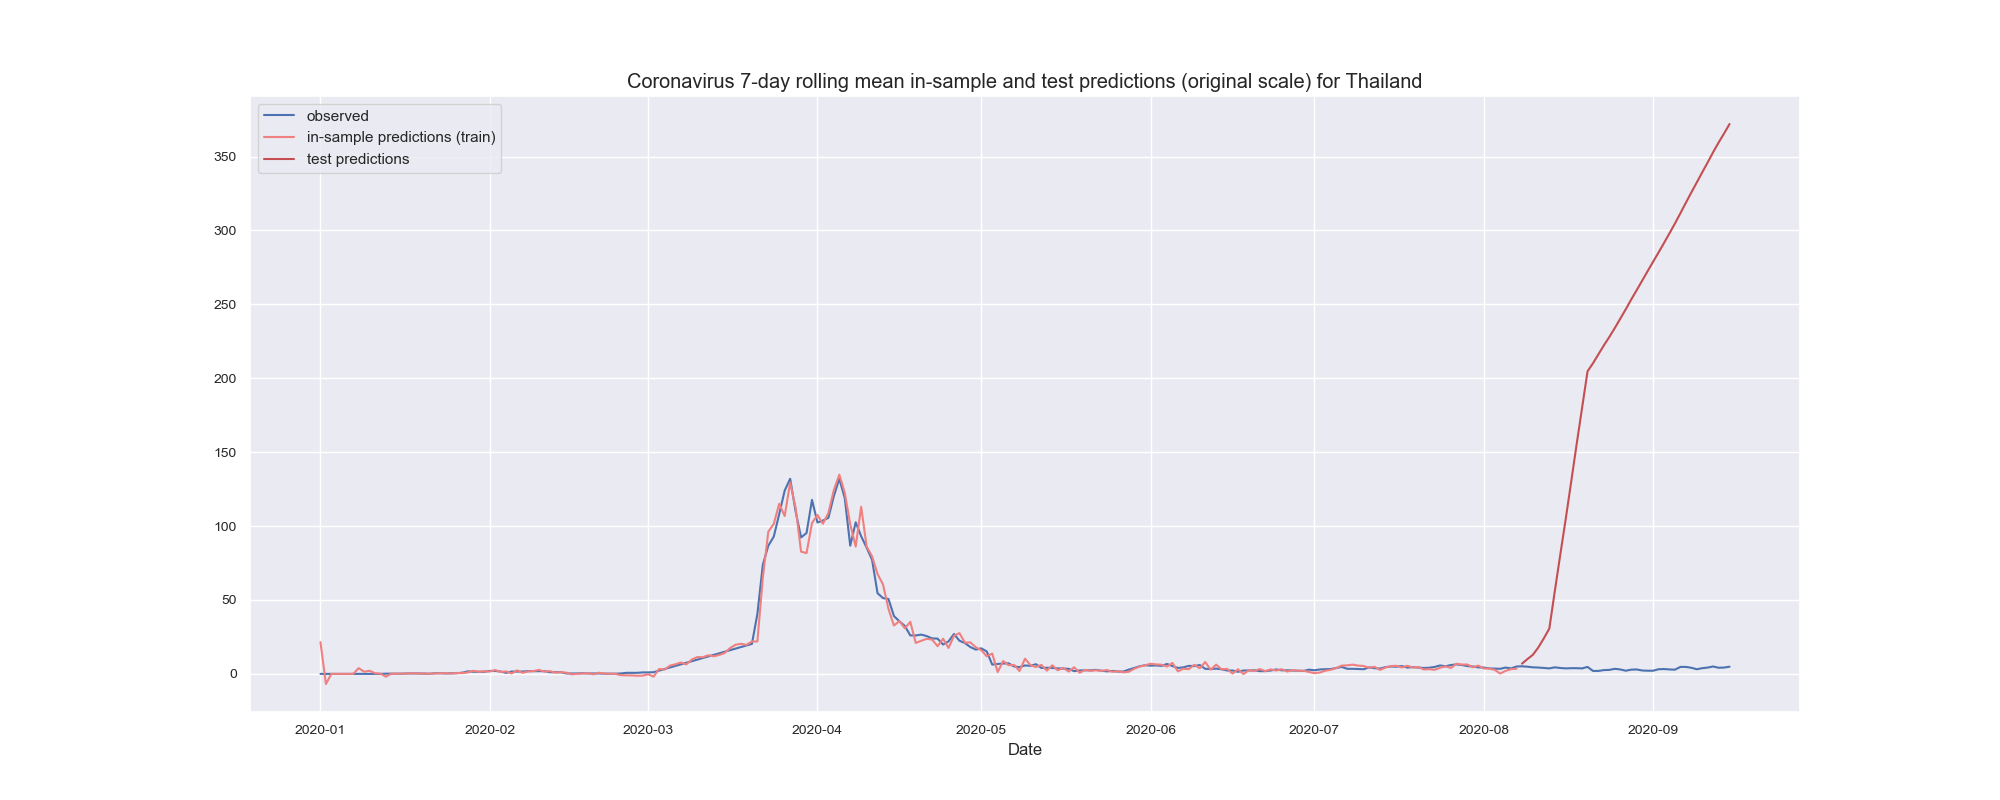 Coronavirus 7-day rolling mean in-sample and test predictions (original scale) for Thailand
observed
in-sample predictions (train)
test predictions
350
300
250
200
150
100
50
0
2020-01 2020-02 2020-03 2020-04 2020-05 2020-06 2020-07 2020-08 2020-09
Date